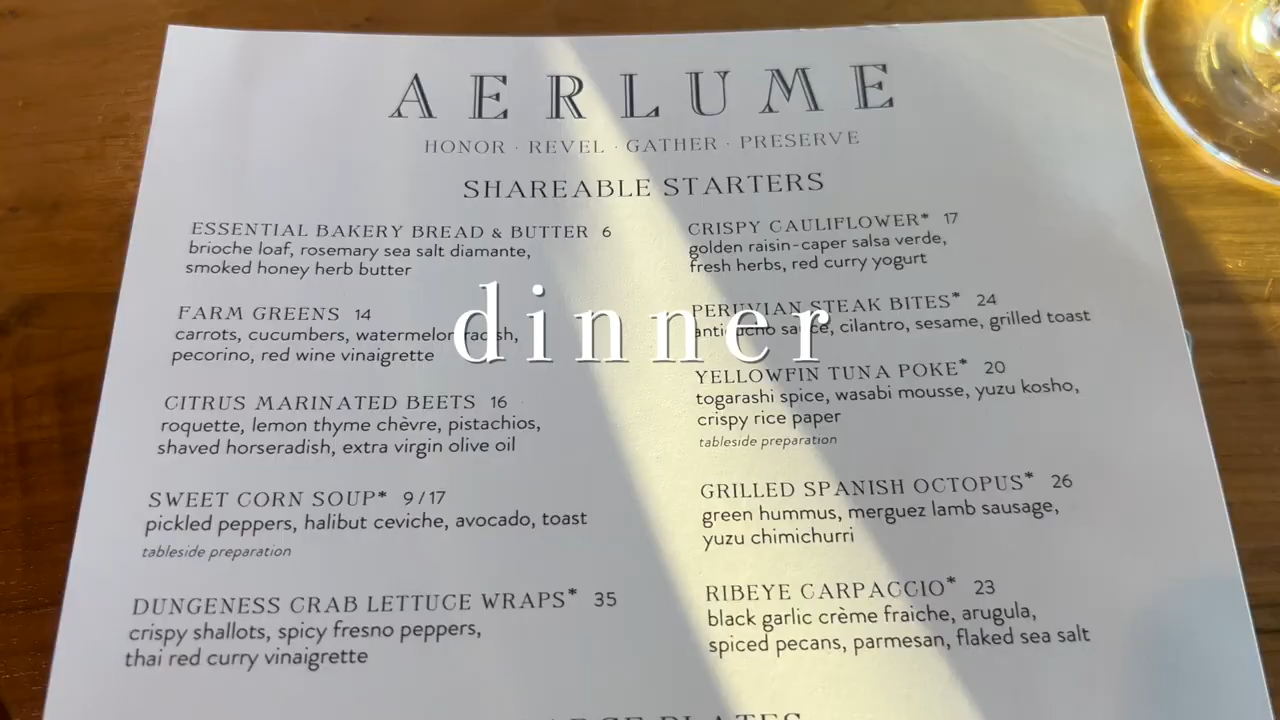 AERLUME
HONOR · REVEL · GATHER · PRESERVE
SHAREABLE STARTERS
ESSENTIAL BAKERY BREAD & BUTTER 6
brioche loaf, rosemary sea salt diamante,
smoked honey herb butter
FARM GREENS 14
carrots, cucumbers, watermelon radish,
pecorino, red wine vinaigrette
CITRUS MARINATED BEETS 16
roquette, lemon thyme chèvre, pistachios,
shaved horseradish, extra virgin olive oil
SWEET CORN SOUP* 9/17
pickled peppers, halibut ceviche, avocado, toast
tableside preparation
DUNGENESS CRAB LETTUCE WRAPS* 35
crispy shallots, spicy fresno peppers,
thai red curry vinaigrette
CRISPY CAULIFLOWER* 17
golden raisin-caper salsa verde,
fresh herbs, red curry yogurt
PERUVIAN STEAK BITES* 24
anticucho sauce, cilantro, sesame, grilled toast
YELLOWFIN TUNA POKE* 20
togarashi spice, wasabi mousse, yuzu kosho,
crispy rice paper
tableside preparation
GRILLED SPANISH OCTOPUS* 26
green hummus, merguez lamb sausage,
yuzu chimichurri
RIBEYE CARPACCIO* 23
black garlic crème fraiche, arugula,
spiced pecans, parmesan, flaked sea salt
dinner
PLATES